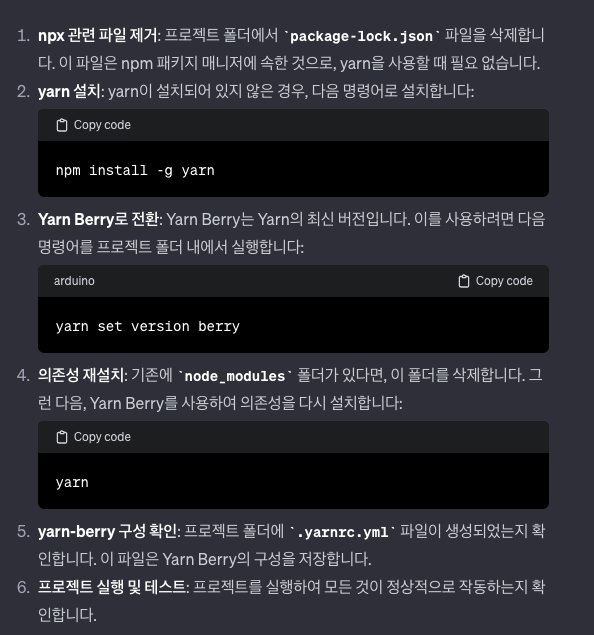 1. npx 관련 파일 제거: 프로젝트 폴더에서 `package-lock.json` 파일을 삭제합니
다. 이 파일은 npm 패키지 매니저에 속한 것으로, yarn을 사용할 때 필요 없습니다.
2. yarn 설치: yarn이 설치되어 있지 않은 경우, 다음 명령어로 설치합니다:
Copy code
npm install -g yarn
3. Yarn Berry로 전환: Yarn Berry는 Yarn의 최신 버전입니다. 이를 사용하려면 다음
명령어를 프로젝트 폴더 내에서 실행합니다:
arduino Copy code
yarn set version berry
4. 의존성 재설치: 기존에 `node_modules` 폴더가 있다면, 이 폴더를 삭제합니다. 그
런 다음, Yarn Berry를 사용하여 의존성을 다시 설치합니다:
Copy code
yarn
5. yarn-berry 구성 확인: 프로젝트 폴더에 `.yarnrc.yml` 파일이 생성되었는지 확
인합니다. 이 파일은 Yarn Berry의 구성을 저장합니다.
6. 프로젝트 실행 및 테스트: 프로젝트를 실행하여 모든 것이 정상적으로 작동하는지 확
인합니다.